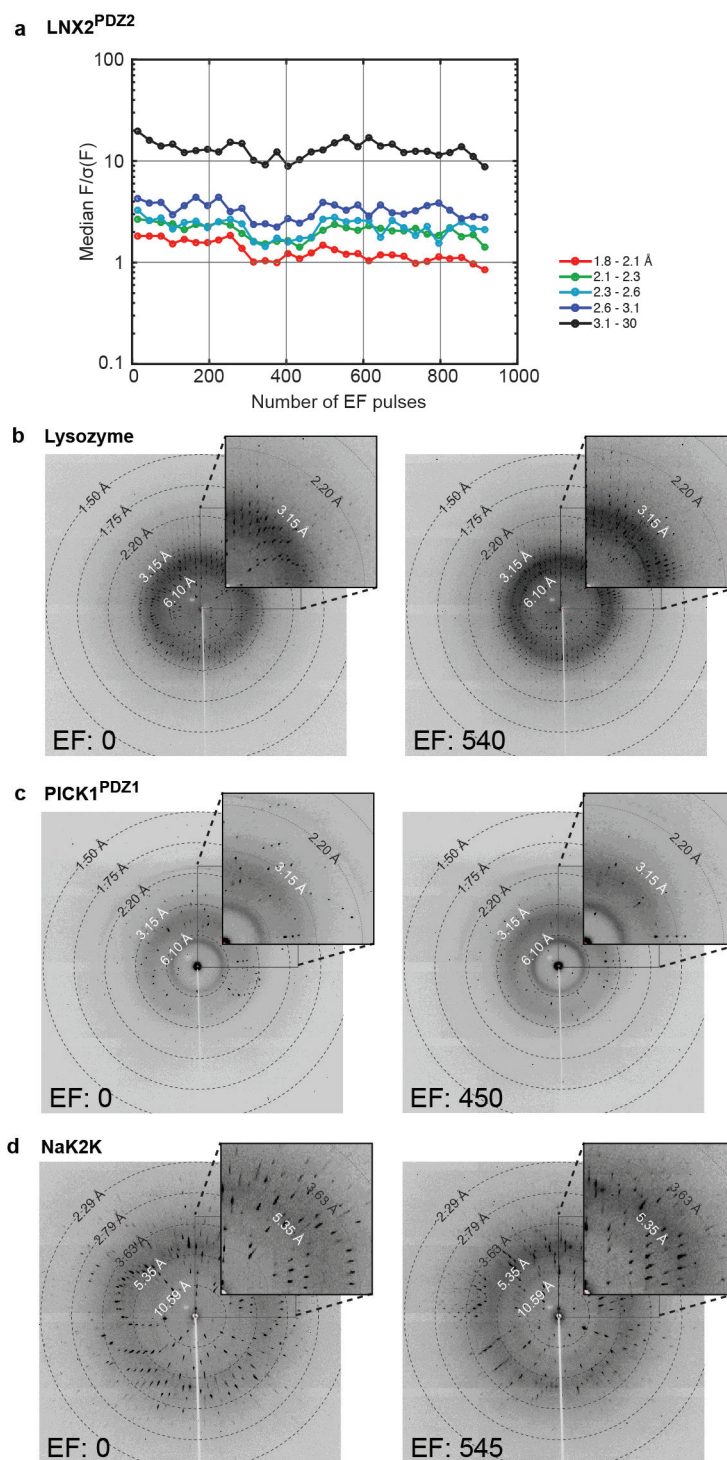 a LNX2PDZ2
100
10
1
0.1
Median F/σ(F)
0 200 400 600 800 1000
Number of EF pulses
1.8 - 2.1 Å
2.1 - 2.3
2.3 - 2.6
2.6 - 3.1
3.1 - 30
b Lysozyme
1.50 Å
1.75 Å
2.20 Å
3.15 Å
6.10 Å
2.20 Å
3.15 Å
EF: 0
1.50 Å
1.75 Å
2.20 Å
3.15 Å
6.10 Å
2.20 Å
3.15 Å
EF: 540
c PICK1PDZ1
1.50 Å
1.75 Å
2.20 Å
3.15 Å
6.10 Å
2.20 Å
3.15 Å
EF: 0
1.50 Å
1.75 Å
2.20 Å
3.15 Å
6.10 Å
2.20 Å
3.15 Å
EF: 450
d NaK2K
2.29 Å
2.79 Å
3.63 Å
5.35 Å
10.59 Å
3.63 Å
5.35 Å
EF: 0
2.29 Å
2.79 Å
3.63 Å
5.35 Å
10.59 Å
3.63 Å
5.35 Å
EF: 545